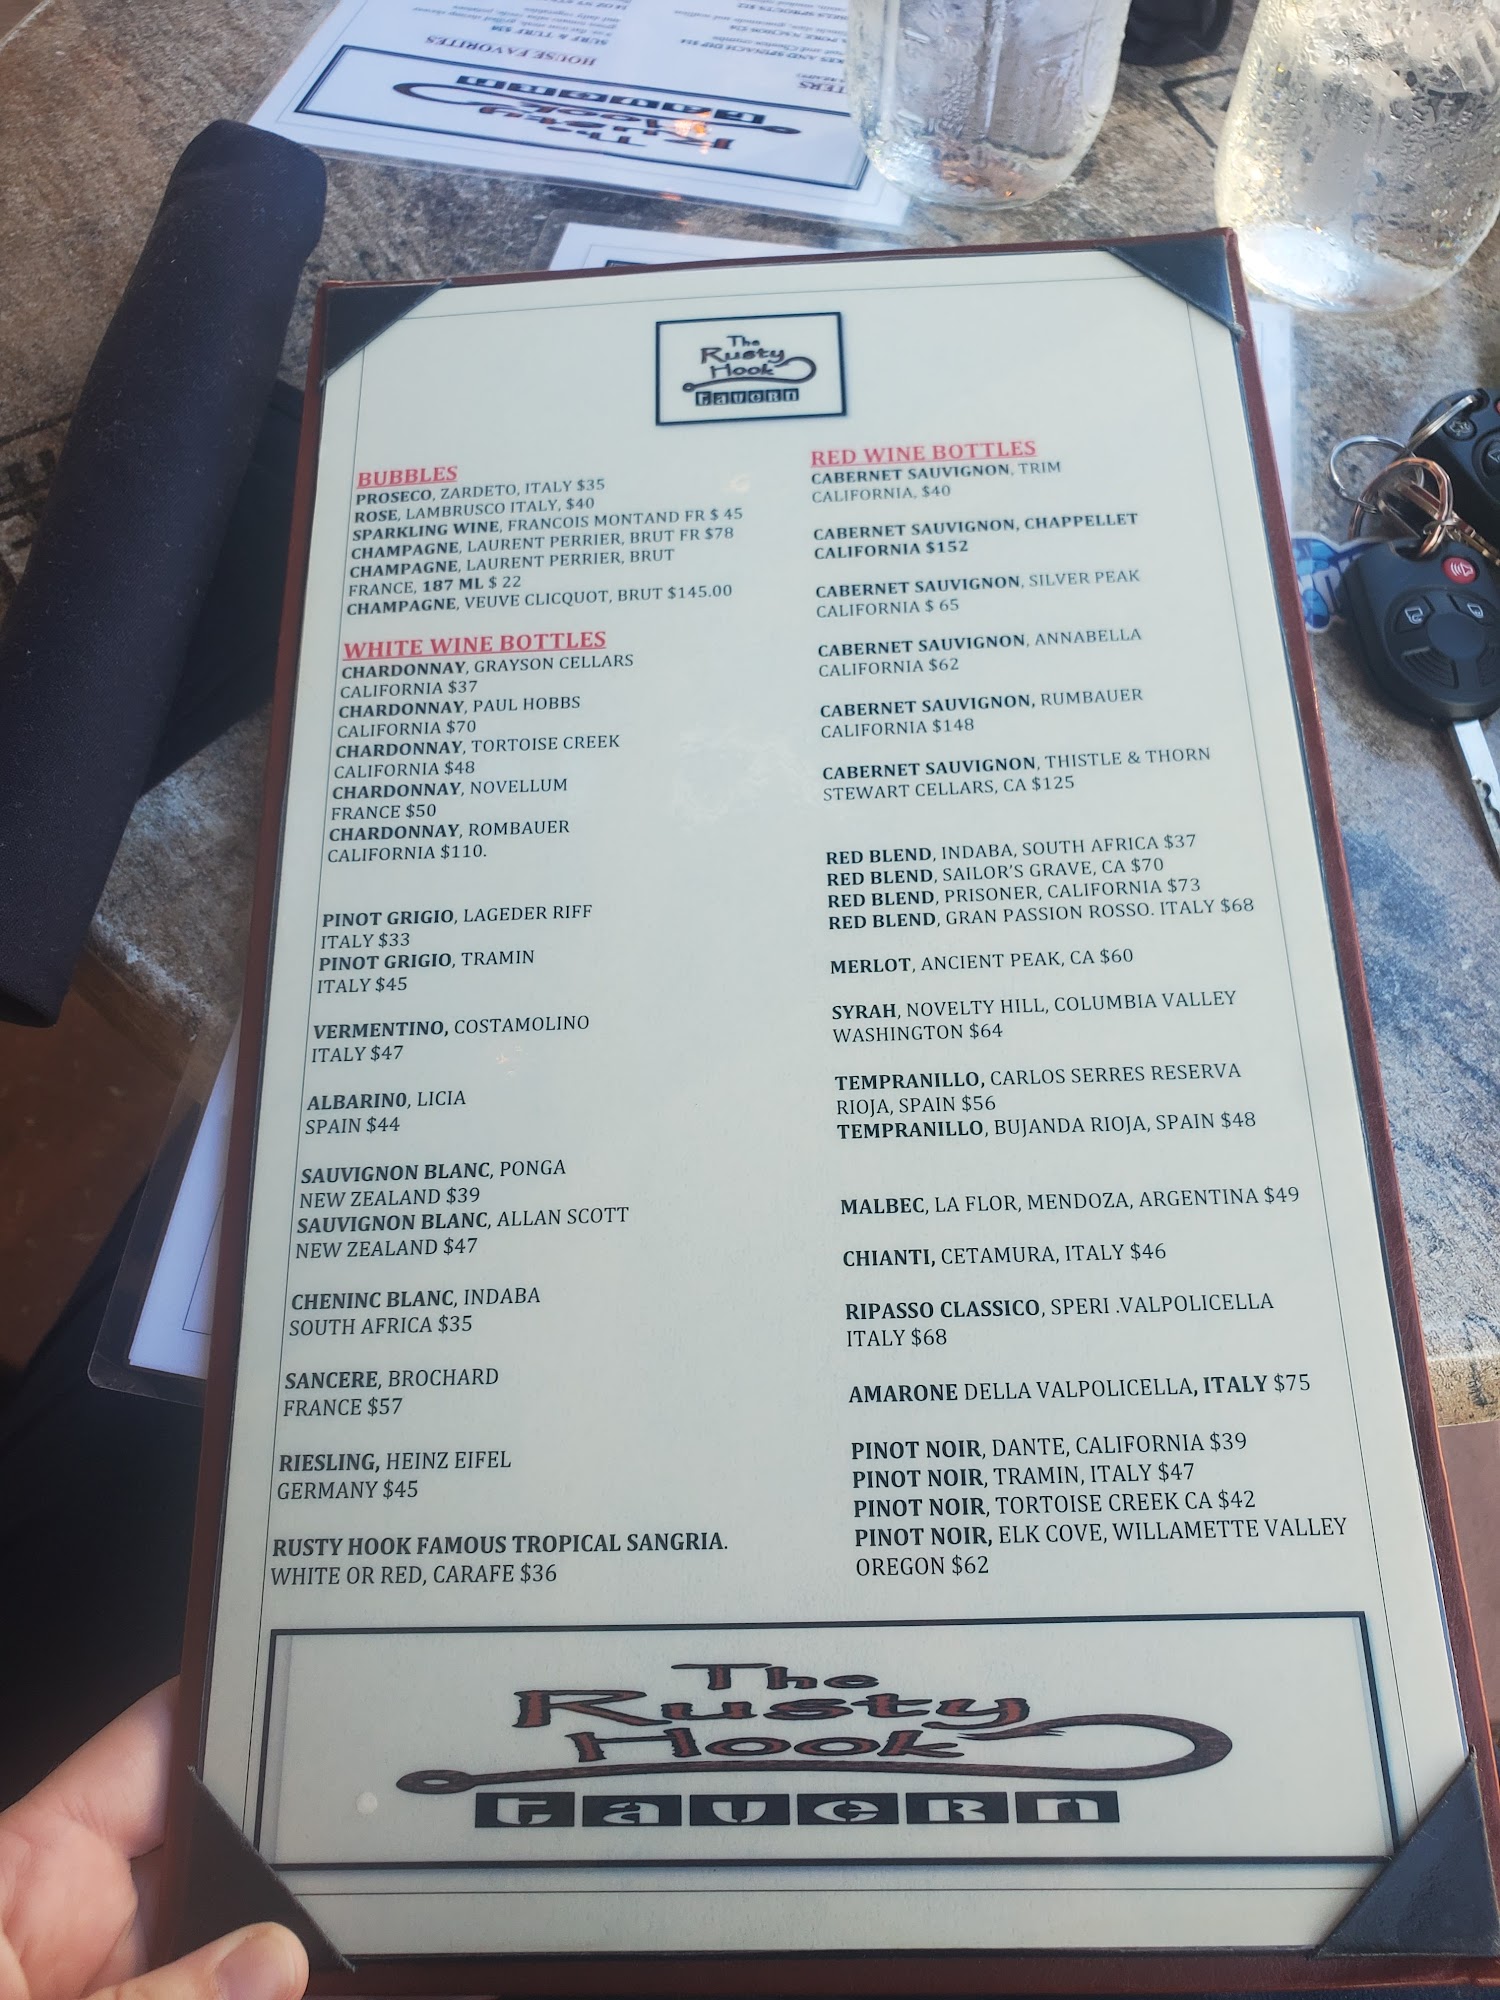 HOUSE FAVORITES
SURF & TURF $38
The
Rusty
Hook
tavern
The
Rusty
Hook
tavern
BUBBLES
PROSECO, ZARDETO, ITALY $35
ROSE, LAMBRUSCO ITALY, $40
SPARKLING WINE, FRANCOIS MONTAND FR $ 45
CHAMPAGNE, LAURENT PERRIER, BRUT FR $78
CHAMPAGNE, LAURENT PERRIER, BRUT
FRANCE, 187 ML $ 22
CHAMPAGNE, VEUVE CLICQUOT, BRUT $145.00
WHITE WINE BOTTLES
CHARDONNAY, GRAYSON CELLARS
CALIFORNIA $37
CHARDONNAY, PAUL HOBBS
CALIFORNIA $70
CHARDONNAY, TORTOISE CREEK
CALIFORNIA $48
CHARDONNAY, NOVELLUM
FRANCE $50
CHARDONNAY, ROMBAUER
CALIFORNIA $110.
PINOT GRIGIO, LAGEDER RIFF
ITALY $33
PINOT GRIGIO, TRAMIN
ITALY $45
VERMENTINO, COSTAMOLINO
ITALY $47
ALBARIN0, LICIA
SPAIN $44
SAUVIGNON BLANC, PONGA
NEW ZEALAND $39
SAUVIGNON BLANC, ALLAN SCOTT
NEW ZEALAND $47
CHENINC BLANC, INDABA
SOUTH AFRICA $35
SANCERE, BROCHARD
FRANCE $57
RIESLING, HEINZ EIFEL
GERMANY $45
RUSTY HOOK FAMOUS TROPICAL SANGRIA.
WHITE OR RED, CARAFE $36
RED WINE BOTTLES
CABERNET SAUVIGNON, TRIM
CALIFORNIA, $40
CABERNET SAUVIGNON, CHAPPELLET
CALIFORNIA $152
CABERNET SAUVIGNON, SILVER PEAK
CALIFORNIA $ 65
CABERNET SAUVIGNON, ANNABELLA
CALIFORNIA $62
CABERNET SAUVIGNON, RUMBAUER
CALIFORNIA $148
CABERNET SAUVIGNON, THISTLE & THORN
STEWART CELLARS, CA $125
RED BLEND, INDABA, SOUTH AFRICA $37
RED BLEND, SAILOR'S GRAVE, CA $70
RED BLEND, PRISONER, CALIFORNIA $73
RED BLEND, GRAN PASSION ROSSO. ITALY $68
MERLOT, ANCIENT PEAK, CA $60
SYRAH, NOVELTY HILL, COLUMBIA VALLEY
WASHINGTON $64
TEMPRANILLO, CARLOS SERRES RESERVA
RIOJA, SPAIN $56
TEMPRANILLO, BUJANDA RIOJA, SPAIN $48
MALBEC, LA FLOR, MENDOZA, ARGENTINA $49
CHIANTI, CETAMURA, ITALY $46
RIPASSO CLASSICO, SPERI .VALPOLICELLA
ITALY $68
AMARONE DELLA VALPOLICELLA, ITALY $75
PINOT NOIR, DANTE, CALIFORNIA $39
PINOT NOIR, TRAMIN, ITALY $47
PINOT NOIR, TORTOISE CREEK CA $42
PINOT NOIR, ELK COVE, WILLAMETTE VALLEY
OREGON $62
The
Rusty
Hook
tavern